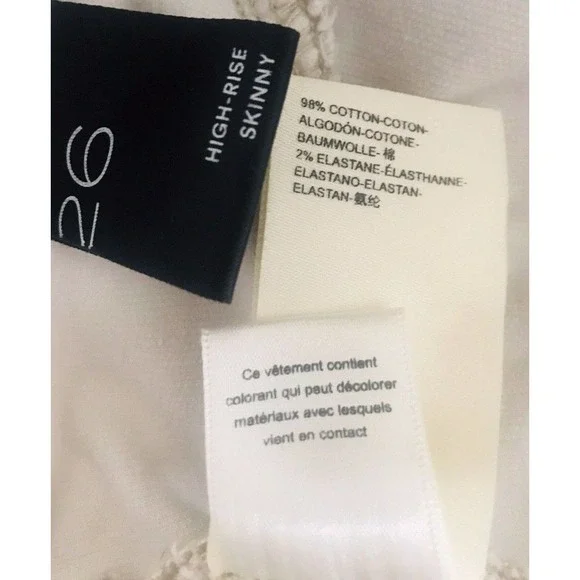 26
HIGH-RISE
SKINNY
98% COTTON-COTON-
ALGODÓN-COTONE-
BAUMWOLLE-棉
2% ELASTANE-ÉLASTHANNE-
ELASTANO-ELASTAN-
ELASTAN-氨纶
Ce vêtement contient
colorant qui peut décolorer
matériaux avec lesquels
vient en contact